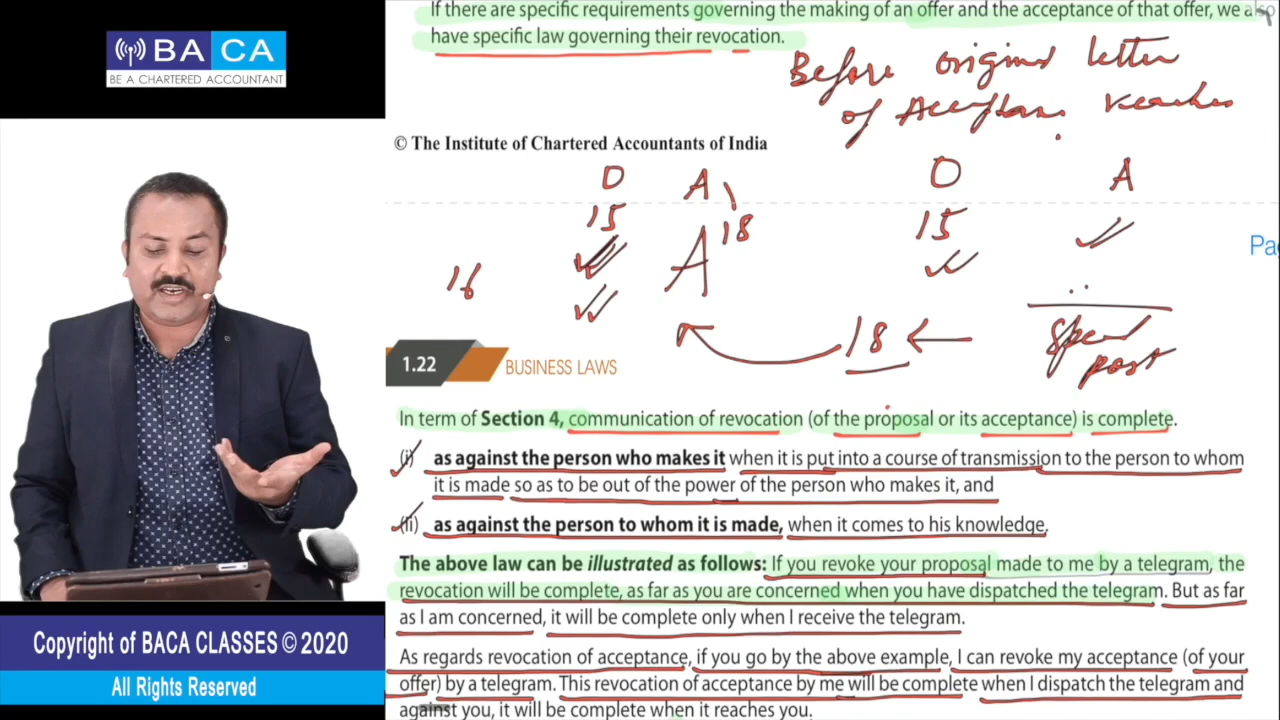 If there are specific requirements governing the making of an offer and the acceptance of that offer, we also
have specific law governing their revocation.
BACA
BE A CHARTERED ACCOUNTANT
Before original letter
of Acceptance reaches
© The Institute of Chartered Accountants of India
O A O A
15 18 15
16 A
18 Speed
post
Pa
1.22 BUSINESS LAWS
In term of Section 4, communication of revocation (of the proposal or its acceptance) is complete.
(i) as against the person who makes it when it is put into a course of transmission to the person to whom
it is made so as to be out of the power of the person who makes it, and
(ii) as against the person to whom it is made, when it comes to his knowledge,
The above law can be illustrated as follows: If you revoke your proposal made to me by a telegram, the
revocation will be complete, as far as you are concerned when you have dispatched the telegram. But as far
as I am concerned, it will be complete only when I receive the telegram.
As regards revocation of acceptance, if you go by the above example, I can revoke my acceptance (of your
offer) by a telegram. This revocation of acceptance by me will be complete when I dispatch the telegram and
against you, it will be complete when it reaches you.
Copyright of BACA CLASSES © 2020
All Rights Reserved